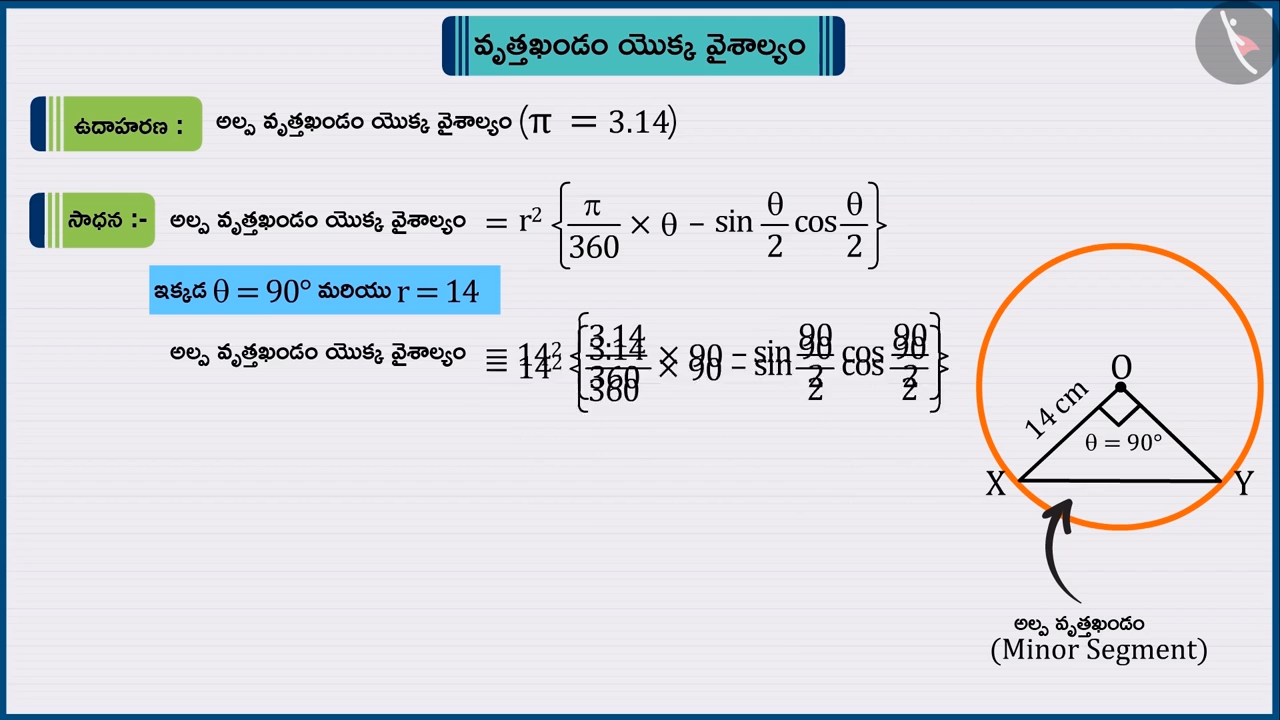 వృత్తఖండం యొక్క వైశాల్యం
ఉదాహరణ : అల్ప వృత్తఖండం యొక్క వైశాల్యం (π = 3.14)
సాధన :- అల్ప వృత్తఖండం యొక్క వైశాల్యం = r² {π/360 × θ – sin θ/2 cos θ/2}
ఇక్కడ θ = 90° మరియు r = 14
అల్ప వృత్తఖండం యొక్క వైశాల్యం = 14² {3.14/360 × 90 – sin 90/2 cos 90/2}
O
14 cm
θ = 90°
X Y
అల్ప వృత్తఖండం
(Minor Segment)